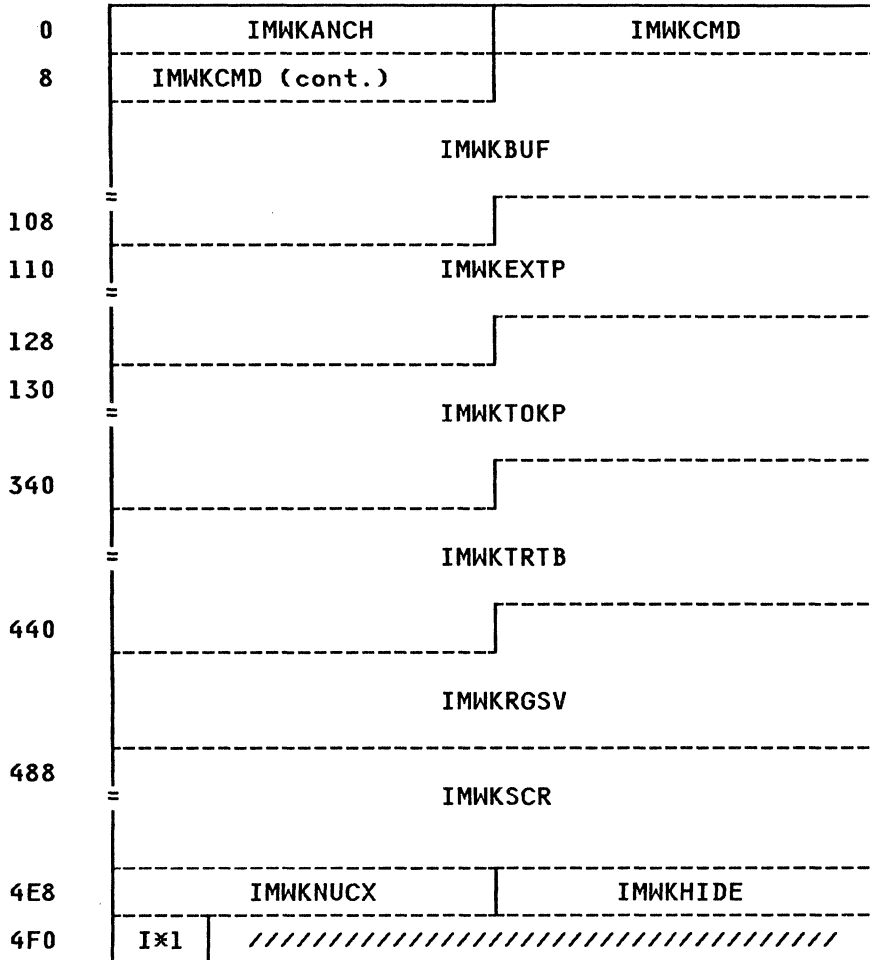 0 IMWKANCH IMWKCMD
8 IMWKCMD (cont.)
IMWKBUF
108
110 IMWKEXTP
128
130
IMWKTOKP
340
IMWKTRTB
440
IMWKRGSV
488
IMWKSCR
4E8 IMWKNUCX IMWKHIDE
4F0 I*1 ///////////////////////////////////////